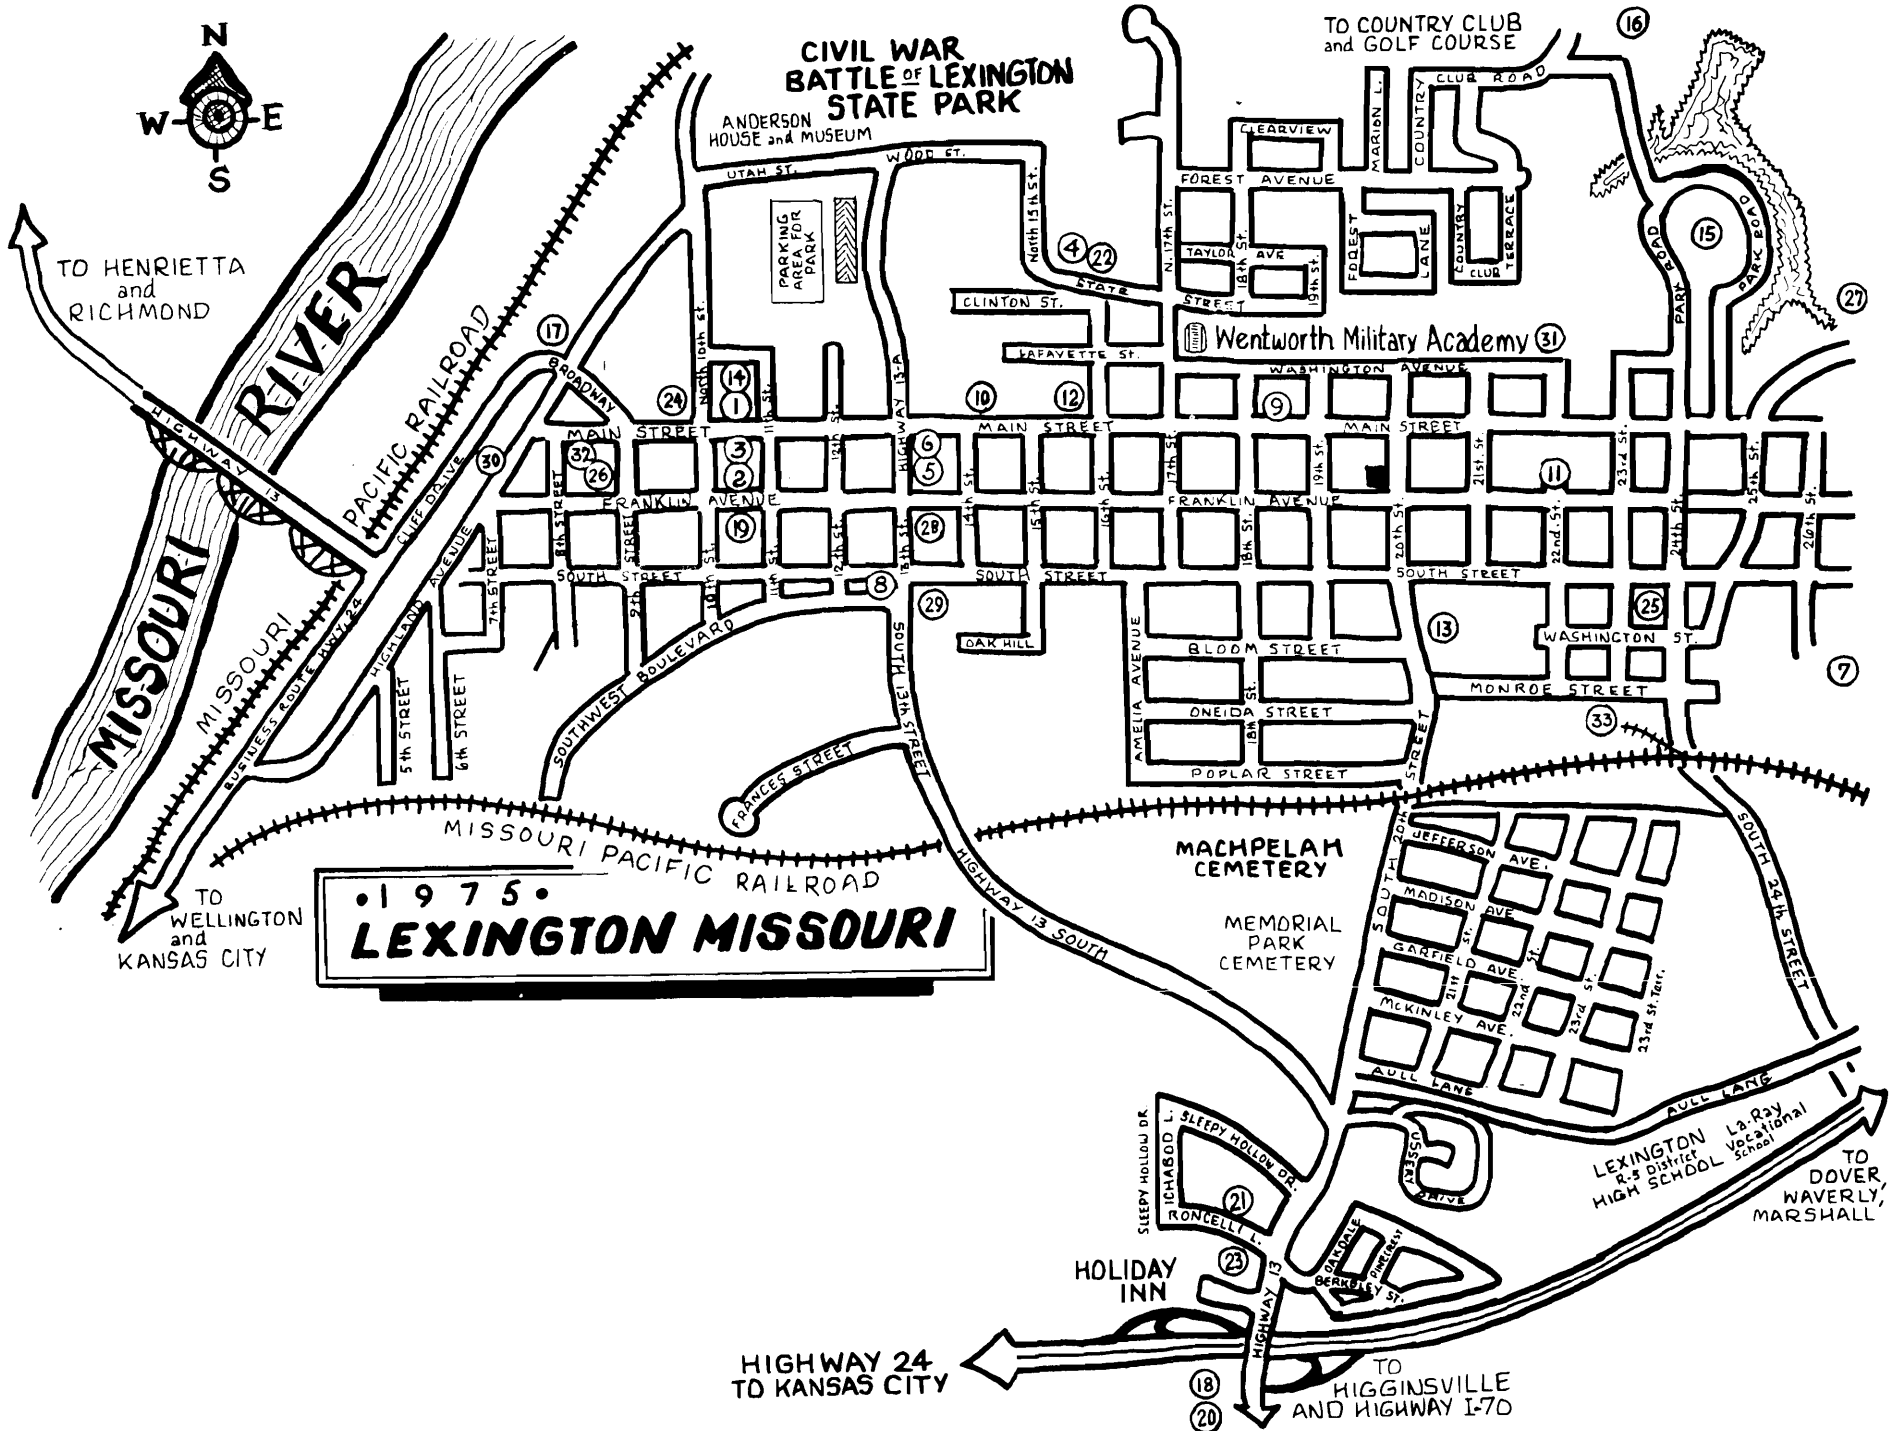 N
W
E
S
CIVIL WAR
BATTLE OF LEXINGTON
STATE PARK
ANDERSON
HOUSE and MUSEUM
TO COUNTRY CLUB
and GOLF COURSE
16
CLUB ROAD
MARION L.
COUNTRY
CLEARVIEW
WOOD ST.
UTAH ST.
FOREST AVENUE
North 15th St.
N. 17th ST.
PARKING
AREA FOR
PARK
TAYLOR AVE
18th St.
19th St.
FOREST
LANE
COUNTRY
CLUB
TERRACE
PARK ROAD
PARK ROAD
15
4
22
STATE
STREET
CLINTON ST.
27
TO HENRIETTA
and
RICHMOND
MISSOURI
RIVER
PACIFIC RAILROAD
MISSOURI
17
BROADWAY
North 10th St.
HIGHWAY 13-A
Wentworth Military Academy
31
LAFAYETTE ST.
WASHINGTON AVENUE
14
1
11th St.
24
10
12
9
HIGHWAY 13
CLIFF DRIVE
MAIN STREET
MAIN STREET
MAIN STREET
12th St.
HIGHWAY
30
32
26
3
2
6
5
11
8th STREET
14th St.
15th St.
16th St.
17th St.
19th St.
20th St.
21st. St.
22nd. St.
23rd. St.
24th St.
25th St.
26th St.
FRANKLIN AVENUE
FRANKLIN AVENUE
19
28
18th St.
HIGHLAND AVENUE
7th STREET
9th STREET
10th St.
11th St.
12th St.
13th St.
SOUTH STREET
SOUTH STREET
SOUTH STREET
8
29
25
13
BUSINESS ROUTE HWY. 24
5th STREET
6th STREET
SOUTHWEST BOULEVARD
OAK HILL
SOUTH 13th STREET
AMELIA AVENUE
BLOOM STREET
ONEIDA STREET
POPLAR STREET
18th St.
18th St.
WASHINGTON ST.
MONROE STREET
7
33
FRANCES STREET
MISSOURI PACIFIC RAILROAD
TO
WELLINGTON
and
KANSAS CITY
• 1975 •
LEXINGTON MISSOURI
HIGHWAY 13 SOUTH
MACHPELAH
CEMETERY
MEMORIAL
PARK
CEMETERY
SOUTH 20th STREET
JEFFERSON AVE.
MADISON AVE
GARFIELD AVE.
McKINLEY AVE.
21st St.
22nd St.
23rd St.
23rd St. Terr.
SOUTH 24th STREET
AULL LANE
AULL LANE
SLEEPY HOLLOW DR
ICHABOD L.
SLEEPY HOLLOW DR.
RONCELLI L.
21
USSERY
DRIVE
LEXINGTON
R-5 District
HIGH SCHOOL
La-Ray
Vocational
School
TO
DOVER,
WAVERLY,
MARSHALL
23
HOLIDAY
INN
OAKDALE
PINECREST
BERKELEY ST.
HIGHWAY 13
HIGHWAY
HIGHWAY 24
TO KANSAS CITY
18
20
TO
HIGGINSVILLE
AND HIGHWAY I-70